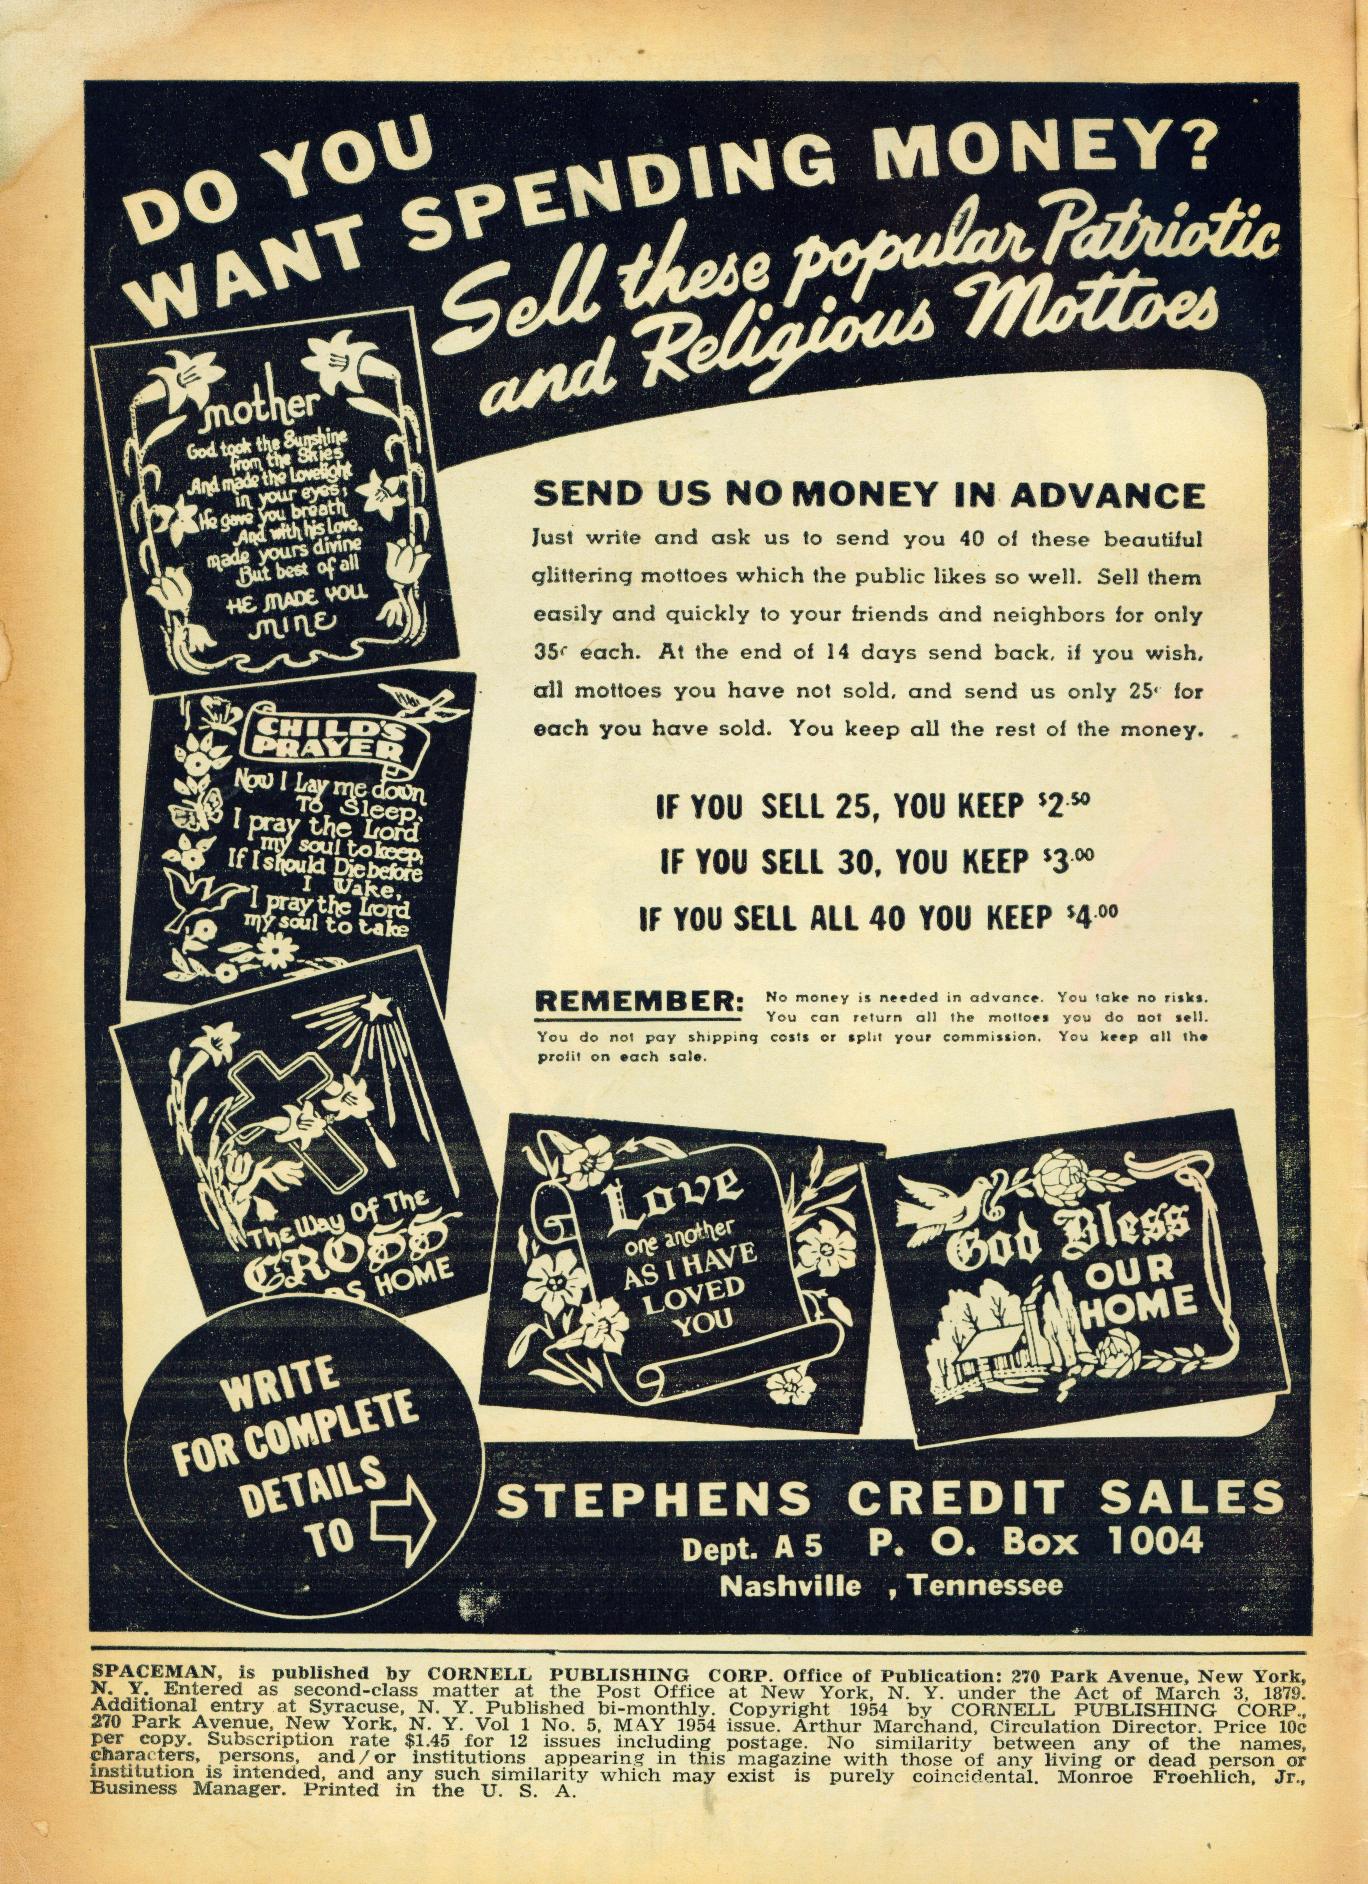 DO YOU
WANT SPENDING MONEY?
Sell these popular Patriotic
and Religious Mottoes
mother
God took the Sunshine
from the Skies
And made the Lovelight
in your eyes;
He gave you breath
And with his love.
made yours divine
But best of all
HE MADE YOU
MINE
CHILD'S
PRAYER
Now I Lay me down
To Sleep,
I pray the Lord
my soul to keep,
If I should Die before
I Wake,
I pray the Lord
my soul to take
The Way Of The
CROSS
HOME
SEND US NO MONEY IN ADVANCE
Just write and ask us to send you 40 of these beautiful
glittering mottoes which the public likes so well. Sell them
easily and quickly to your friends and neighbors for only
35¢ each. At the end of 14 days send back, if you wish,
all mottoes you have not sold, and send us only 25¢ for
each you have sold. You keep all the rest of the money.
IF YOU SELL 25, YOU KEEP $2.50
IF YOU SELL 30, YOU KEEP $3.00
IF YOU SELL ALL 40 YOU KEEP $4.00
REMEMBER: No money is needed in advance. You take no risks.
You can return all the mottoes you do not sell.
You do not pay shipping costs or split your commission. You keep all the
profit on each sale.
Love
one another
AS I HAVE
LOVED
YOU
God Bless
OUR
HOME
WRITE
FOR COMPLETE
DETAILS
TO
STEPHENS CREDIT SALES
Dept. A 5 P. O. Box 1004
Nashville , Tennessee
SPACEMAN, is published by CORNELL PUBLISHING CORP. Office of Publication: 270 Park Avenue, New York,
N. Y. Entered as second-class matter at the Post Office at New York, N. Y. under the Act of March 3, 1879.
Additional entry at Syracuse, N. Y. Published bi-monthly. Copyright 1954 by CORNELL PUBLISHING CORP.,
270 Park Avenue, New York, N. Y. Vol 1 No. 5, MAY 1954 issue. Arthur Marchand, Circulation Director. Price 10c
per copy. Subscription rate $1.45 for 12 issues including postage. No similarity between any of the names,
characters, persons, and/or institutions appearing in this magazine with those of any living or dead person or
institution is intended, and any such similarity which may exist is purely coincidental. Monroe Froehlich, Jr.,
Business Manager. Printed in the U. S. A.